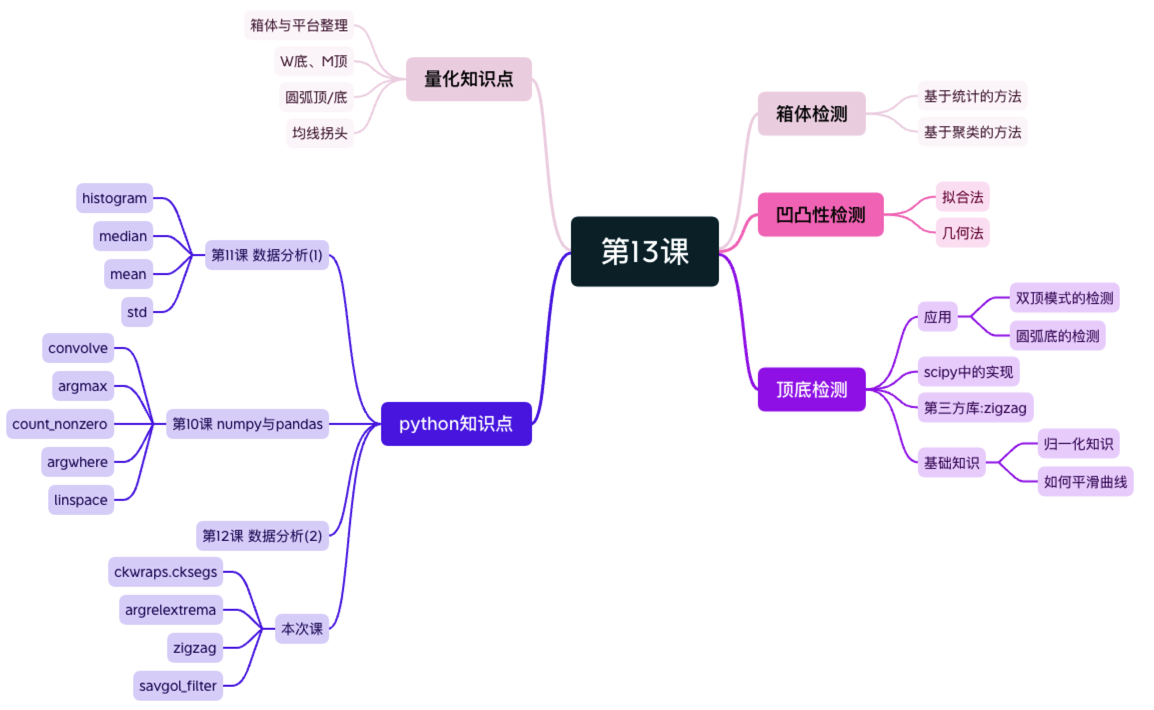 第13课
量化知识点
箱体与平台整理
W底、M顶
圆弧顶/底
均线拐头
python知识点
第11课 数据分析(1)
histogram
median
mean
std
第10课 numpy与pandas
convolve
argmax
count_nonzero
argwhere
linspace
第12课 数据分析(2)
本次课
ckwraps.cksegs
argrelextrema
zigzag
savgol_filter
箱体检测
基于统计的方法
基于聚类的方法
凹凸性检测
拟合法
几何法
顶底检测
应用
双顶模式的检测
圆弧底的检测
scipy中的实现
第三方库:zigzag
基础知识
归一化知识
如何平滑曲线